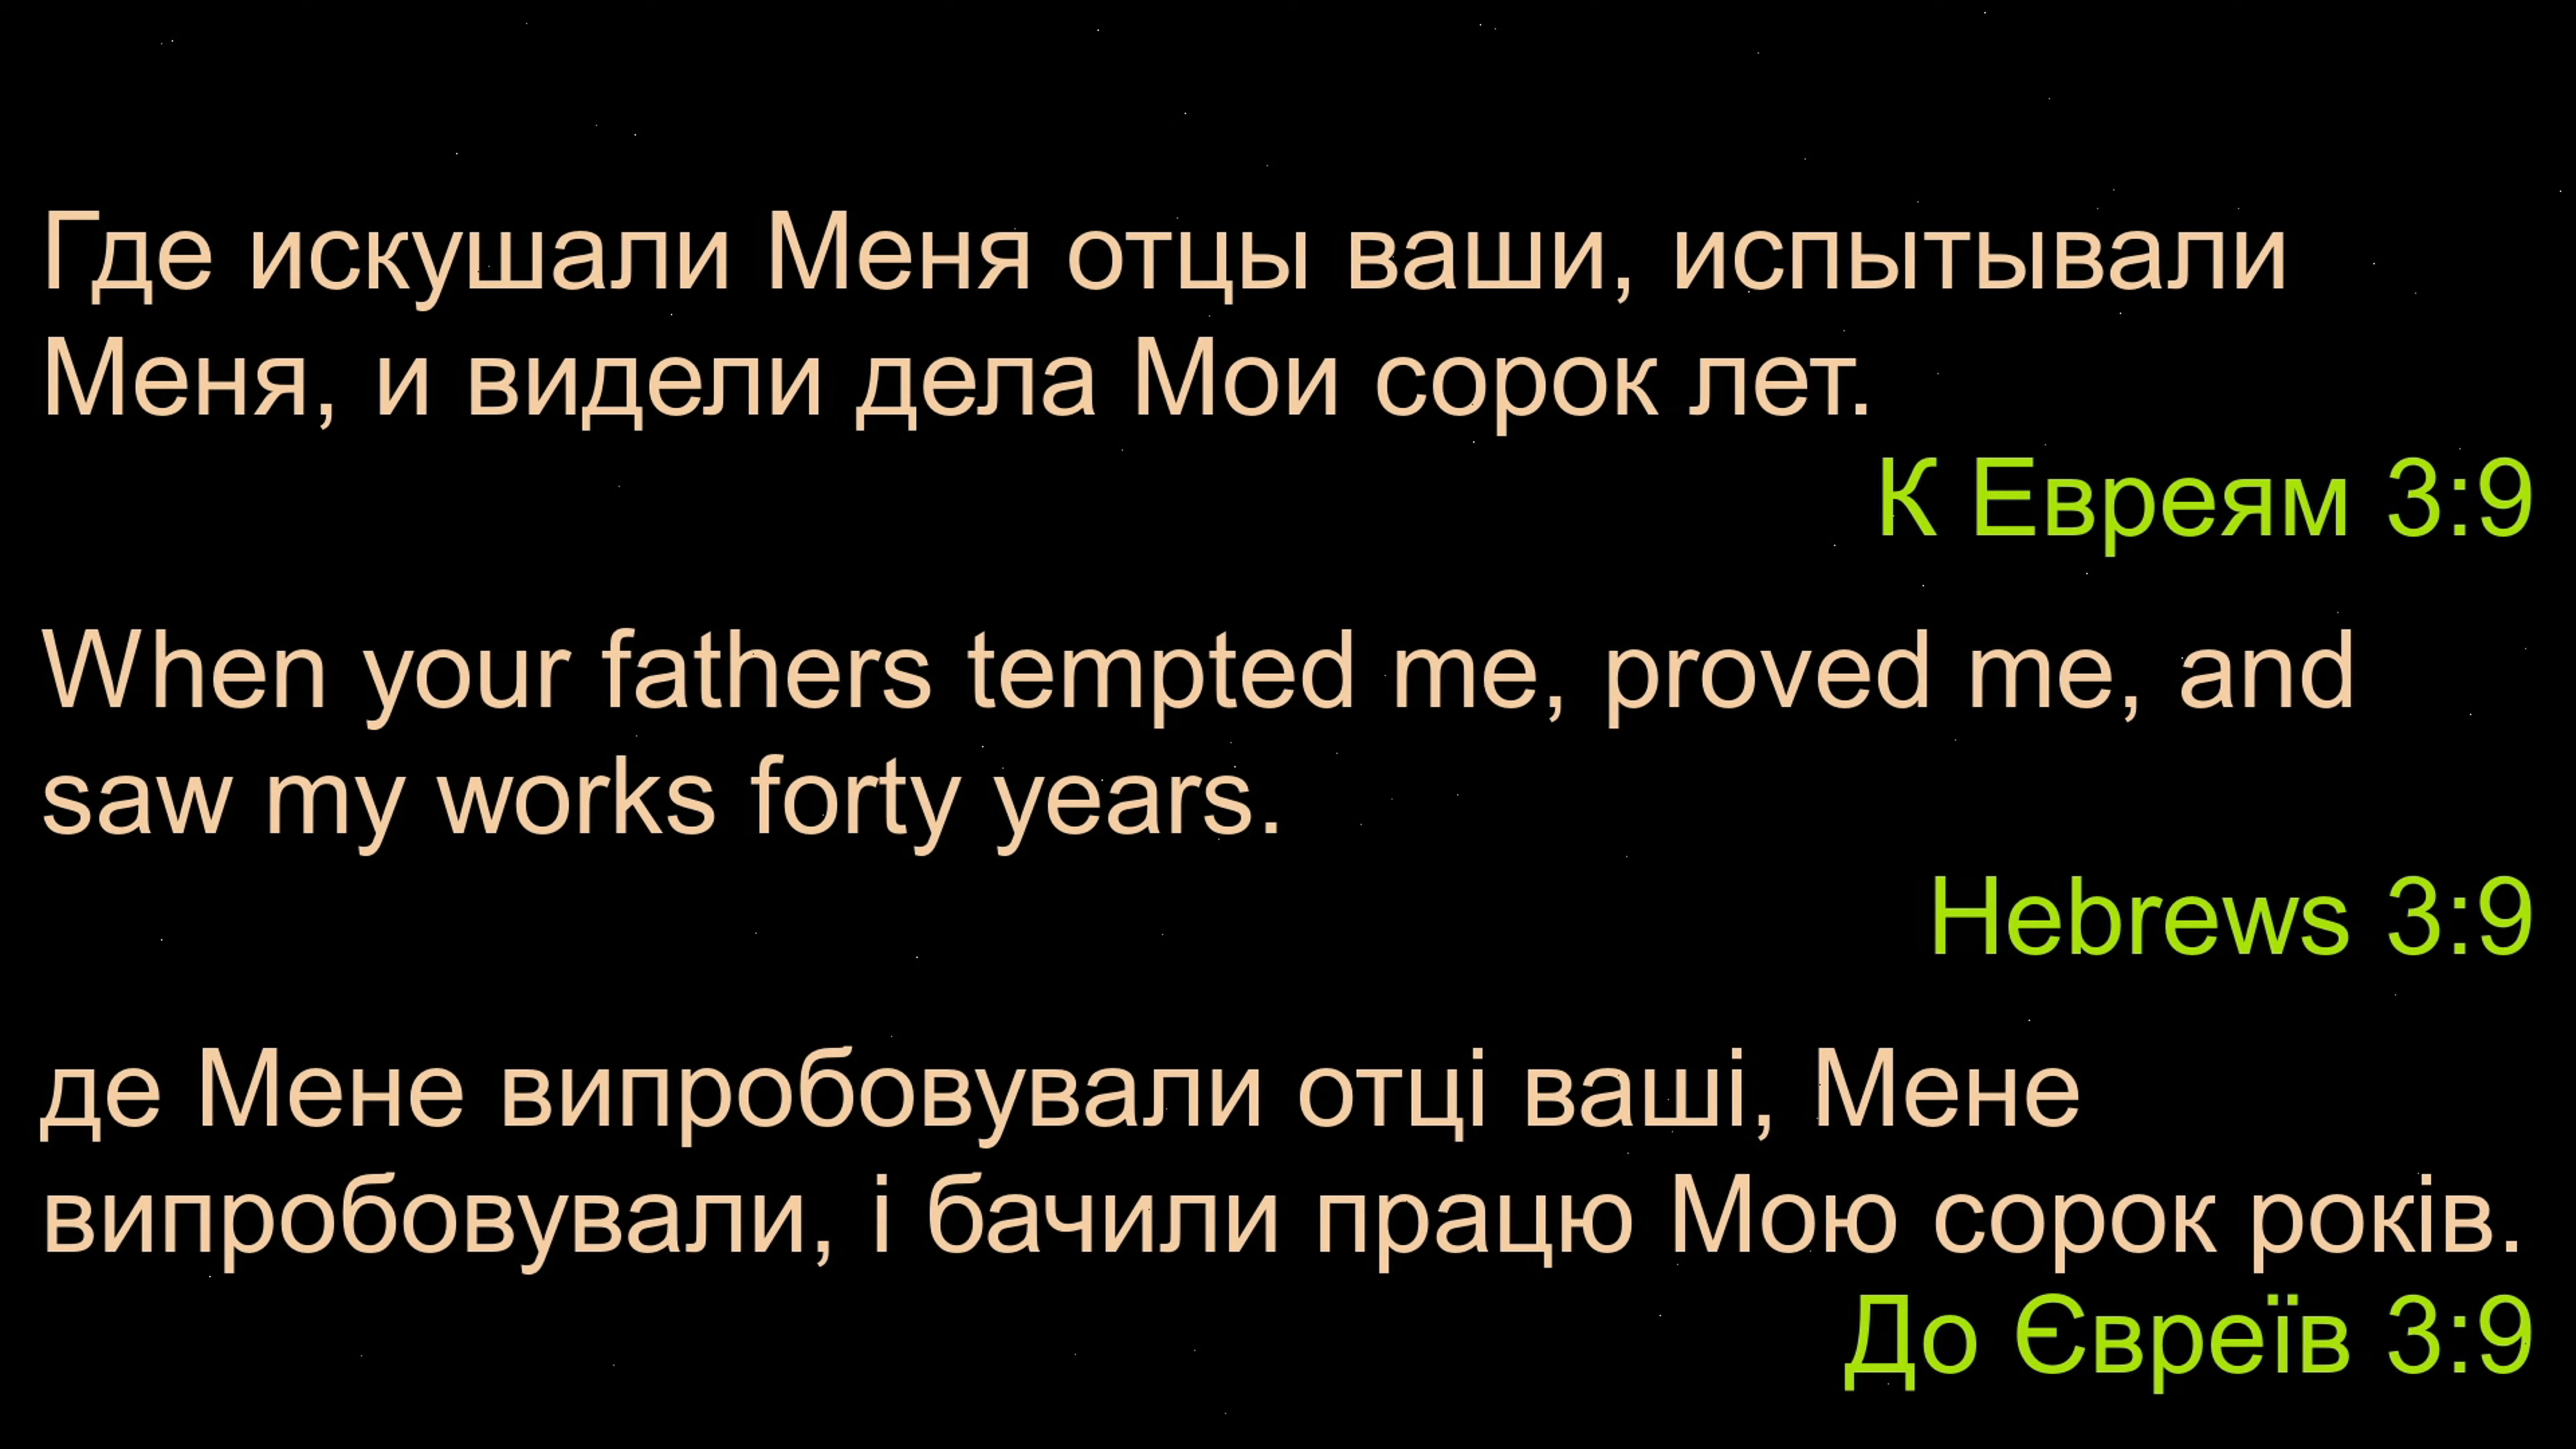 Где искушали Меня отцы ваши, испытывали
Меня, и видели дела Мои сорок лет.
К Евреям 3:9
When your fathers tempted me, proved me, and
saw my works forty years.
Hebrews 3:9
де Мене випробовували отці ваші, Мене
випробовували, і бачили працю Мою сорок років.
До Євреїв 3:9